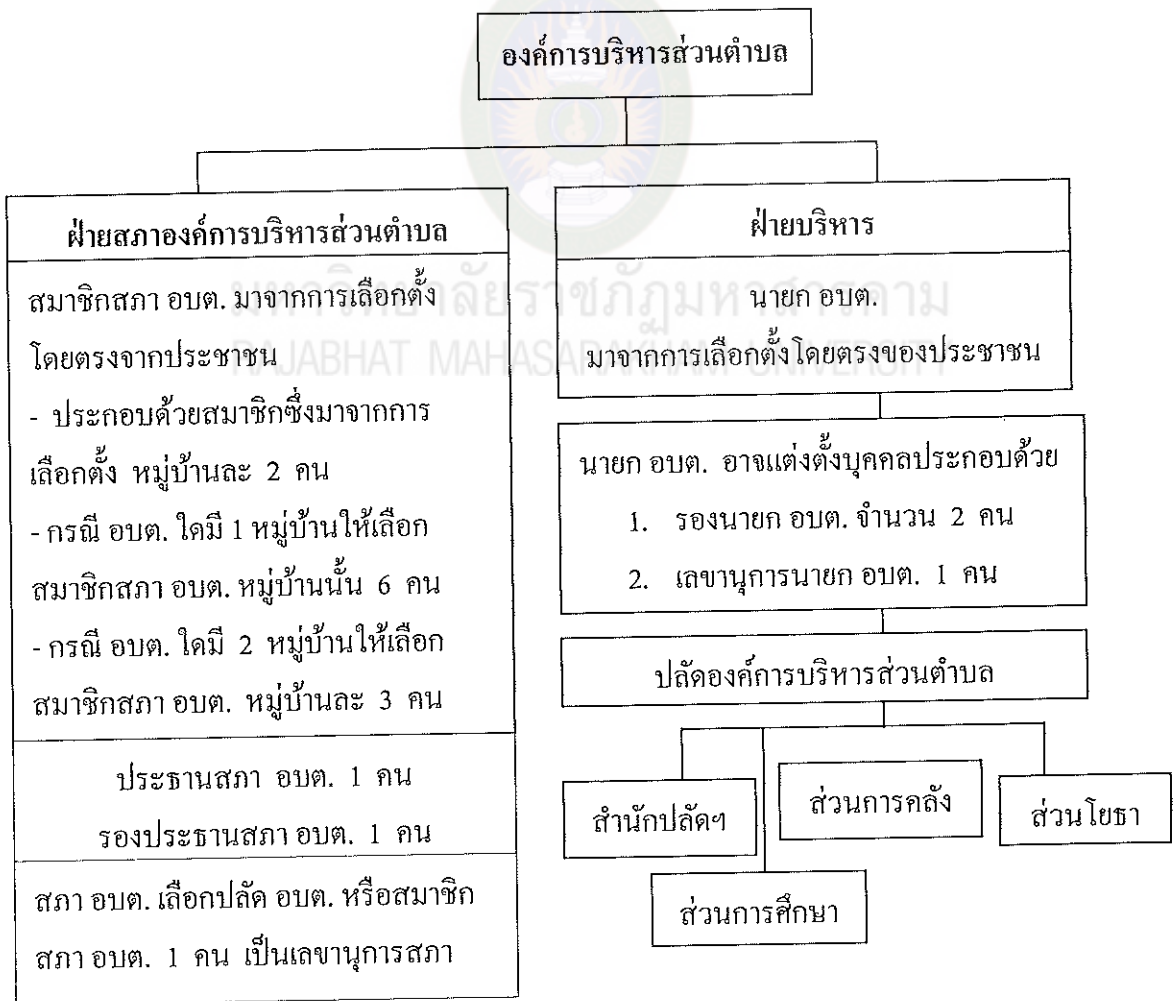 องค์การบริหารส่วนตำบล
ฝ่ายสภาองค์การบริหารส่วนตำบล
สมาชิกสภา อบต. มาจากการเลือกตั้ง
โดยตรงจากประชาชน
- ประกอบด้วยสมาชิกซึ่งมาจากการ
เลือกตั้ง หมู่บ้านละ 2 คน
- กรณี อบต. ใดมี 1 หมู่บ้านให้เลือก
สมาชิกสภา อบต. หมู่บ้านนั้น 6 คน
- กรณี อบต. ใดมี 2 หมู่บ้านให้เลือก
สมาชิกสภา อบต. หมู่บ้านละ 3 คน
ประธานสภา อบต. 1 คน
รองประธานสภา อบต. 1 คน
สภา อบต. เลือกปลัด อบต. หรือสมาชิก
สภา อบต. 1 คน เป็นเลขานุการสภา
ฝ่ายบริหาร
นายก อบต.
มาจากการเลือกตั้งโดยตรงของประชาชน
นายก อบต. อาจแต่งตั้งบุคคลประกอบด้วย
1. รองนายก อบต. จำนวน 2 คน
2. เลขานุการนายก อบต. 1 คน
ปลัดองค์การบริหารส่วนตำบล
สำนักปลัดฯ
ส่วนการคลัง
ส่วนโยธา
ส่วนการศึกษา
มหาวิทยาลัยราชภัฏมหาสารคาม
RAJABHAT MAHASARAKHAM UNIVERSITY